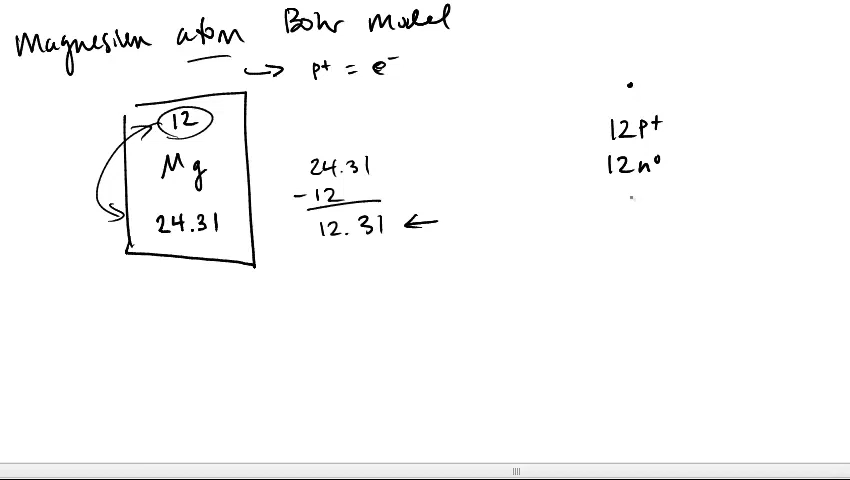 Magnesium atom Bohr Model
p+ = e-
12
Mg
24.31
24.31
-12
12.31 ←
12p+
12n°